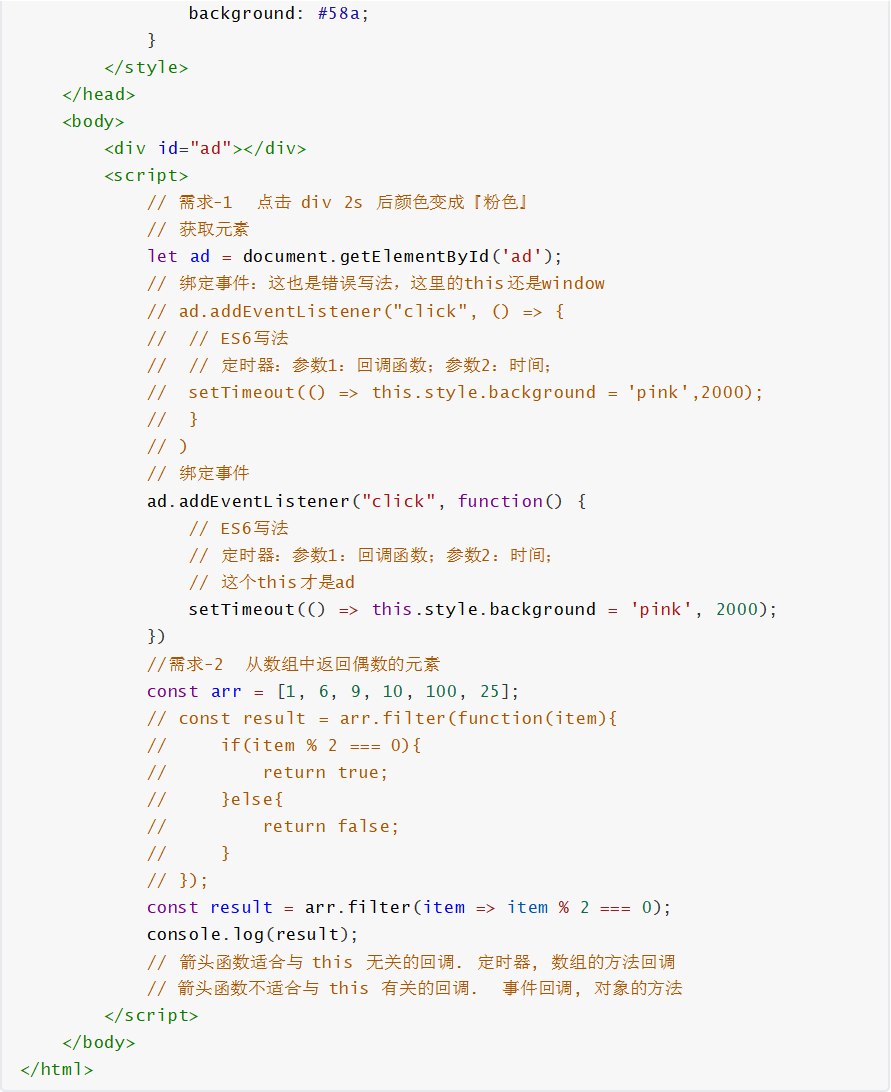 background: #58a;
}
</style>
</head>
<body>
<div id="ad"></div>
<script>
// 需求-1  点击 div 2s 后颜色变成『粉色』
// 获取元素
let ad = document.getElementById('ad');
// 绑定事件：这也是错误写法，这里的this还是window
// ad.addEventListener("click", () => {
//  // ES6写法
//  // 定时器：参数1：回调函数；参数2：时间；
//  setTimeout(() => this.style.background = 'pink',2000);
//  }
// )
// 绑定事件
ad.addEventListener("click", function() {
// ES6写法
// 定时器：参数1：回调函数；参数2：时间；
// 这个this才是ad
setTimeout(() => this.style.background = 'pink', 2000);
})
//需求-2  从数组中返回偶数的元素
const arr = [1, 6, 9, 10, 100, 25];
// const result = arr.filter(function(item){
//     if(item % 2 === 0){
//         return true;
//     }else{
//         return false;
//     }
// });
const result = arr.filter(item => item % 2 === 0);
console.log(result);
// 箭头函数适合与 this 无关的回调. 定时器, 数组的方法回调
// 箭头函数不适合与 this 有关的回调.  事件回调, 对象的方法
</script>
</body>
</html>